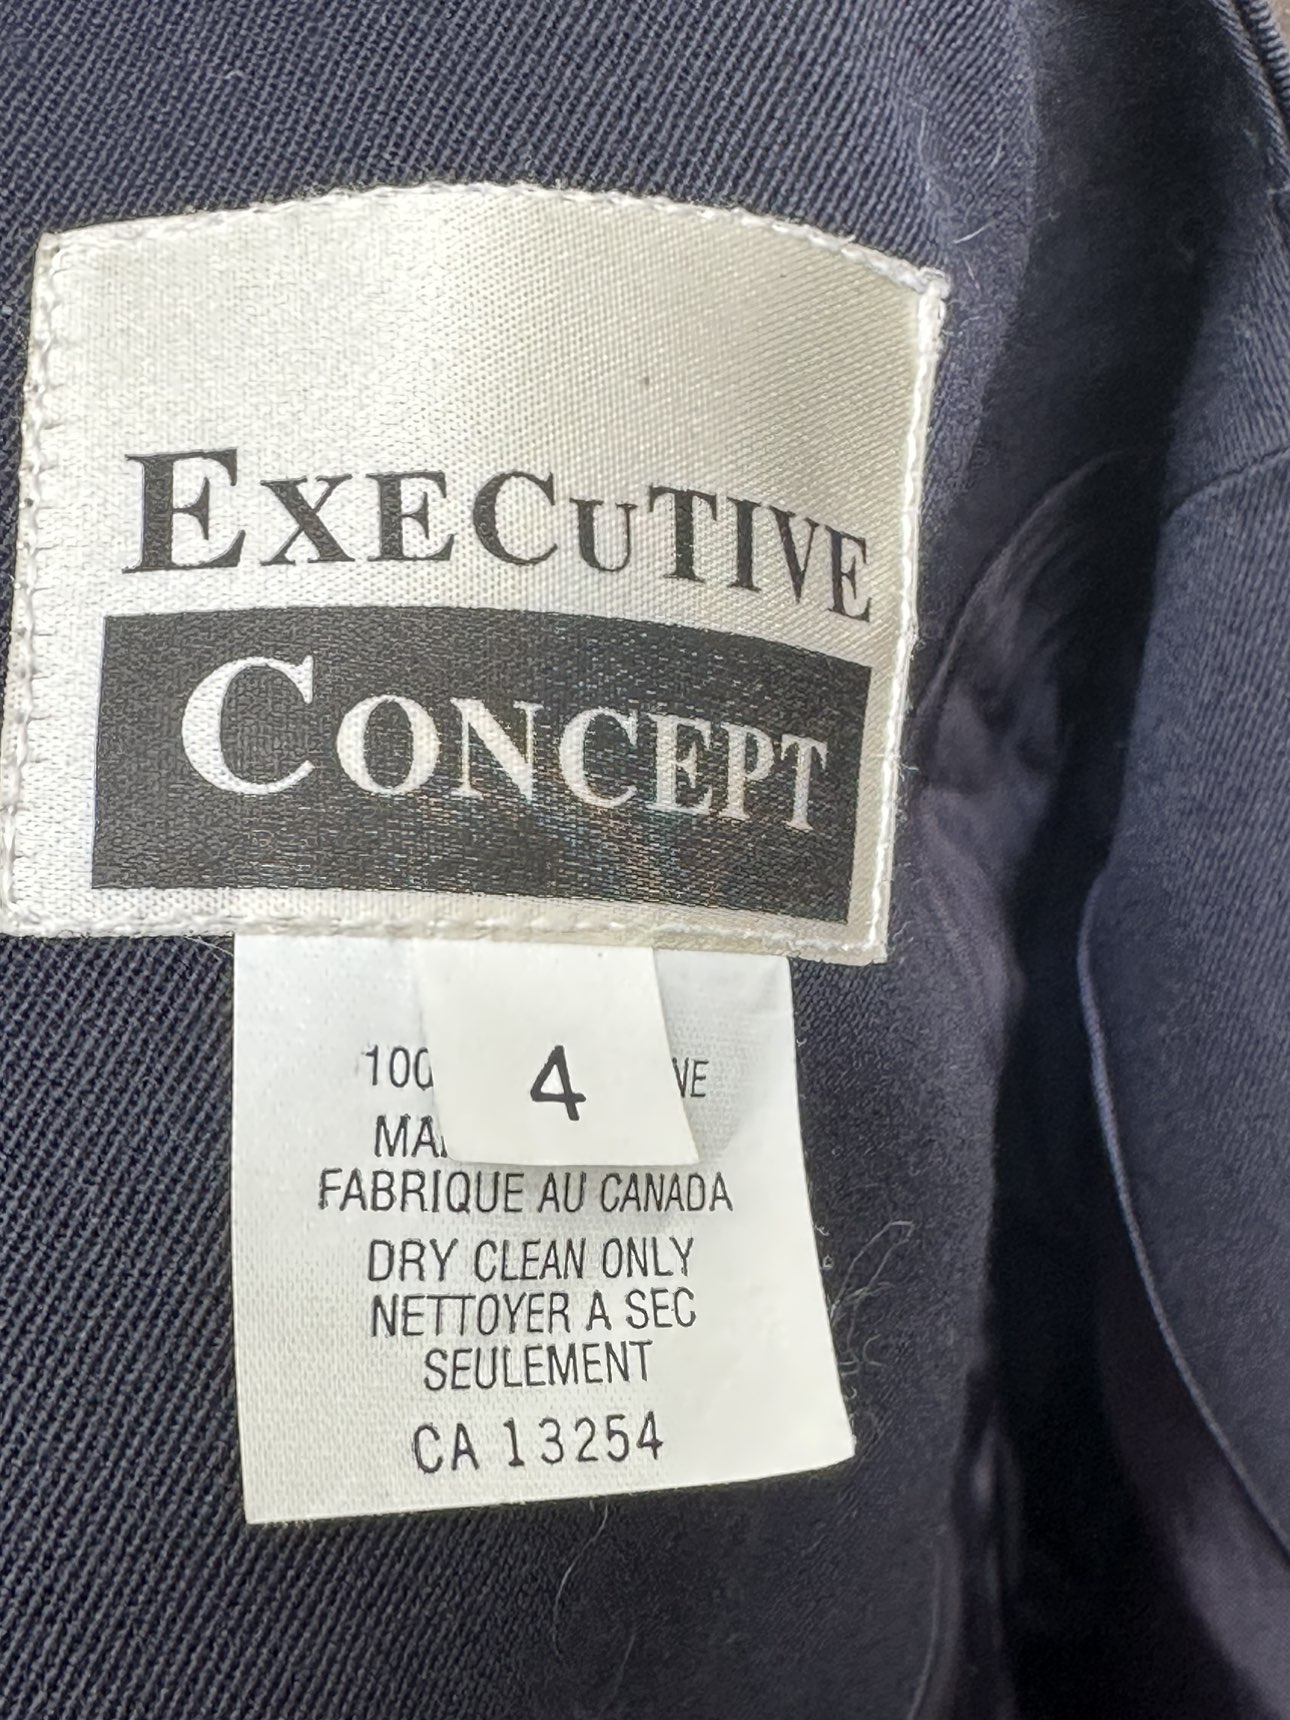 EXECUTIVE
CONCEPT
4
FABRIQUE AU CANADA
DRY CLEAN ONLY
NETTOYER A SEC
SEULEMENT
CA 13254